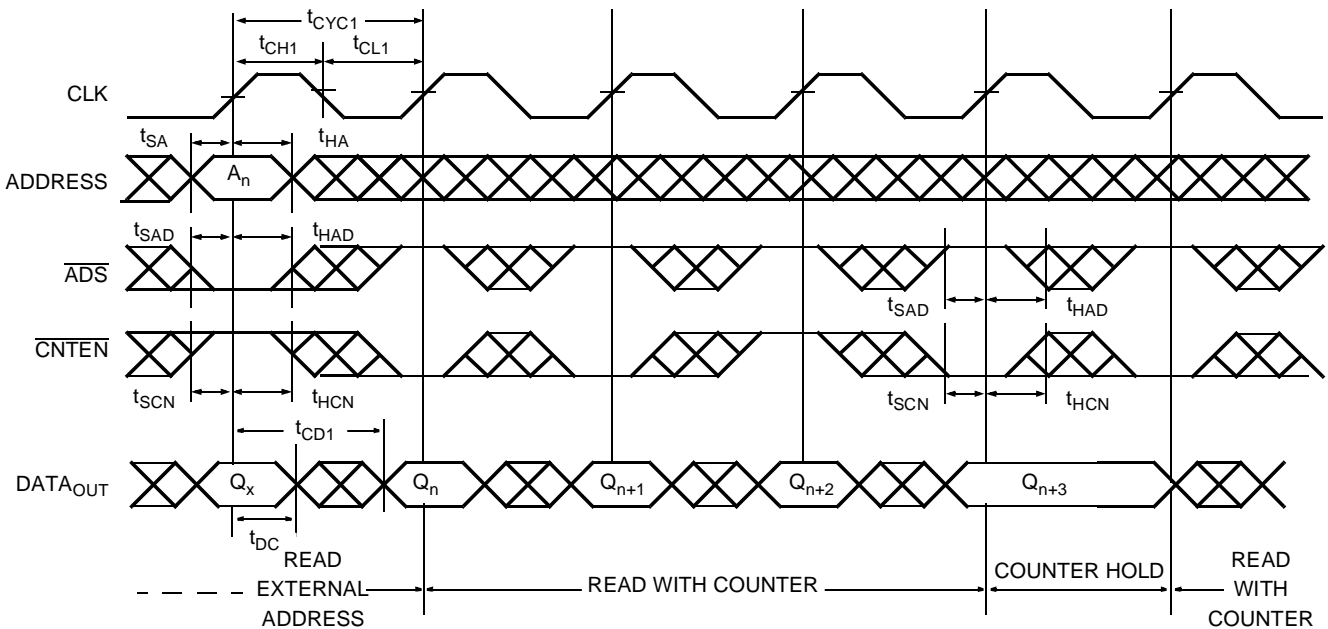 tCYC1
tCH1 tCL1
CLK
tSA tHA
ADDRESS An
tSAD tHAD
ADS
tSAD tHAD
CNTEN
tSCN tHCN tSCN tHCN
tCD1
DATAOUT Qx Qn Qn+1 Qn+2 Qn+3
tDC
READ EXTERNAL ADDRESS
READ WITH COUNTER
COUNTER HOLD
READ WITH COUNTER